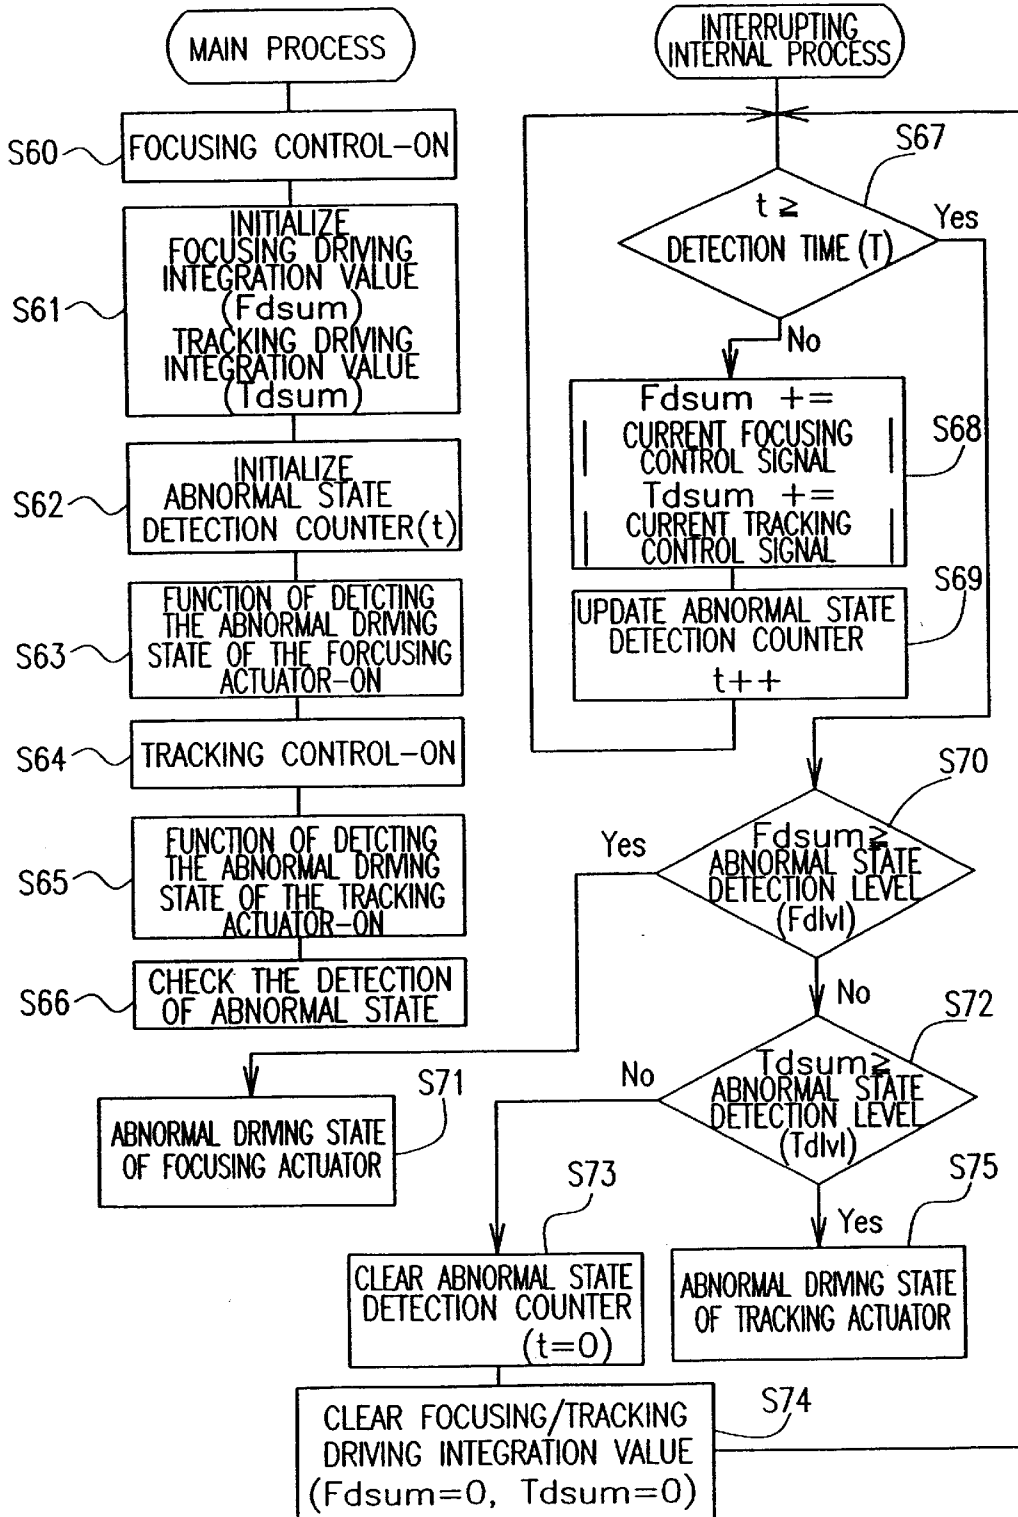 MAIN PROCESS
S60
FOCUSING CONTROL-ON
S61
INITIALIZE
FOCUSING DRIVING
INTEGRATION VALUE
(Fdsum)
TRACKING DRIVING
INTEGRATION VALUE
(Tdsum)
S62
INITIALIZE
ABNORMAL STATE
DETECTION COUNTER(t)
S63
FUNCTION OF DETCTING
THE ABNORMAL DRIVING
STATE OF THE FORCUSING
ACTUATOR-ON
S64
TRACKING CONTROL-ON
S65
FUNCTION OF DETCTING
THE ABNORMAL DRIVING
STATE OF THE TRACKING
ACTUATOR-ON
S66
CHECK THE DETECTION
OF ABNORMAL STATE
INTERRUPTING
INTERNAL PROCESS
S67
t ≧
DETECTION TIME(T)
Yes
No
S68
Fdsum +=
| CURRENT FOCUSING |
CONTROL SIGNAL
Tdsum +=
| CURRENT TRACKING |
CONTROL SIGNAL
S69
UPDATE ABNORMAL STATE
DETECTION COUNTER
t++
S70
Fdsum≧
ABNORMAL STATE
DETECTION LEVEL
(Fdlvl)
Yes
No
S71
ABNORMAL DRIVING STATE
OF FOCUSING ACTUATOR
S72
Tdsum≧
ABNORMAL STATE
DETECTION LEVEL
(Tdlvl)
No
Yes
S73
CLEAR ABNORMAL STATE
DETECTION COUNTER
(t=0)
S75
ABNORMAL DRIVING STATE
OF TRACKING ACTUATOR
S74
CLEAR FOCUSING/TRACKING
DRIVING INTEGRATION VALUE
(Fdsum=0, Tdsum=0)